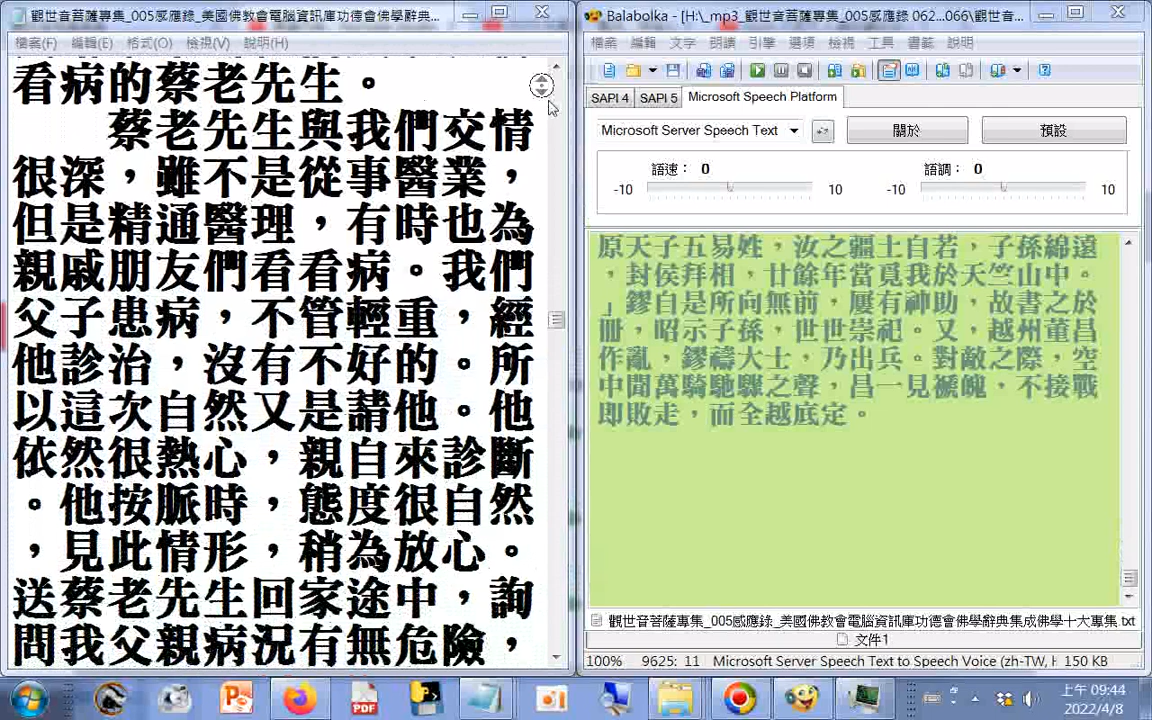 觀世音菩薩專集_005感應錄_美國佛教會電腦資訊庫功德會佛學辭典...
檔案(F) 編輯(E) 格式(O) 檢視(V) 說明(H)
看病的蔡老先生。
蔡老先生與我們交情
很深，雖不是從事醫業，
但是精通醫理，有時也為
親戚朋友們看看病。我們
父子患病，不管輕重，經
他診治，沒有不好的。所
以這次自然又是請他。他
依然很熱心，親自來診斷
。他按脈時，態度很自然
，見此情形，稍為放心。
送蔡老先生回家途中，詢
問我父親病況有無危險，
Balabolka - [H:\_mp3_觀世音菩薩專集_005感應錄 062...066\觀世音...
檔案 編輯 文字 朗讀 引擎 選項 檢視 工具 書籤 說明
SAPI 4 SAPI 5 Microsoft Speech Platform
Microsoft Server Speech Text 關於 預設
語速： 0 語調： 0
-10 10 -10 10
原天子五易姓，汝之疆土自若，子孫綿遠
，封侯拜相，廿餘年當覓我於天竺山中。
」鏐自是所向無前，屢有神助，故書之於
冊，昭示子孫，世世崇祀。又，越州董昌
作亂，鏐禱大士，乃出兵。對敵之際，空
中聞萬騎馳驟之聲，昌一見褫魄，不接戰
即敗走，而全越底定。
觀世音菩薩專集_005感應錄_美國佛教會電腦資訊庫功德會佛學辭典集成佛學十大專集 txt
文件1
100% 9625: 11 Microsoft Server Speech Text to Speech Voice (zh-TW, H 150 KB
上午 09:44
2022/4/8